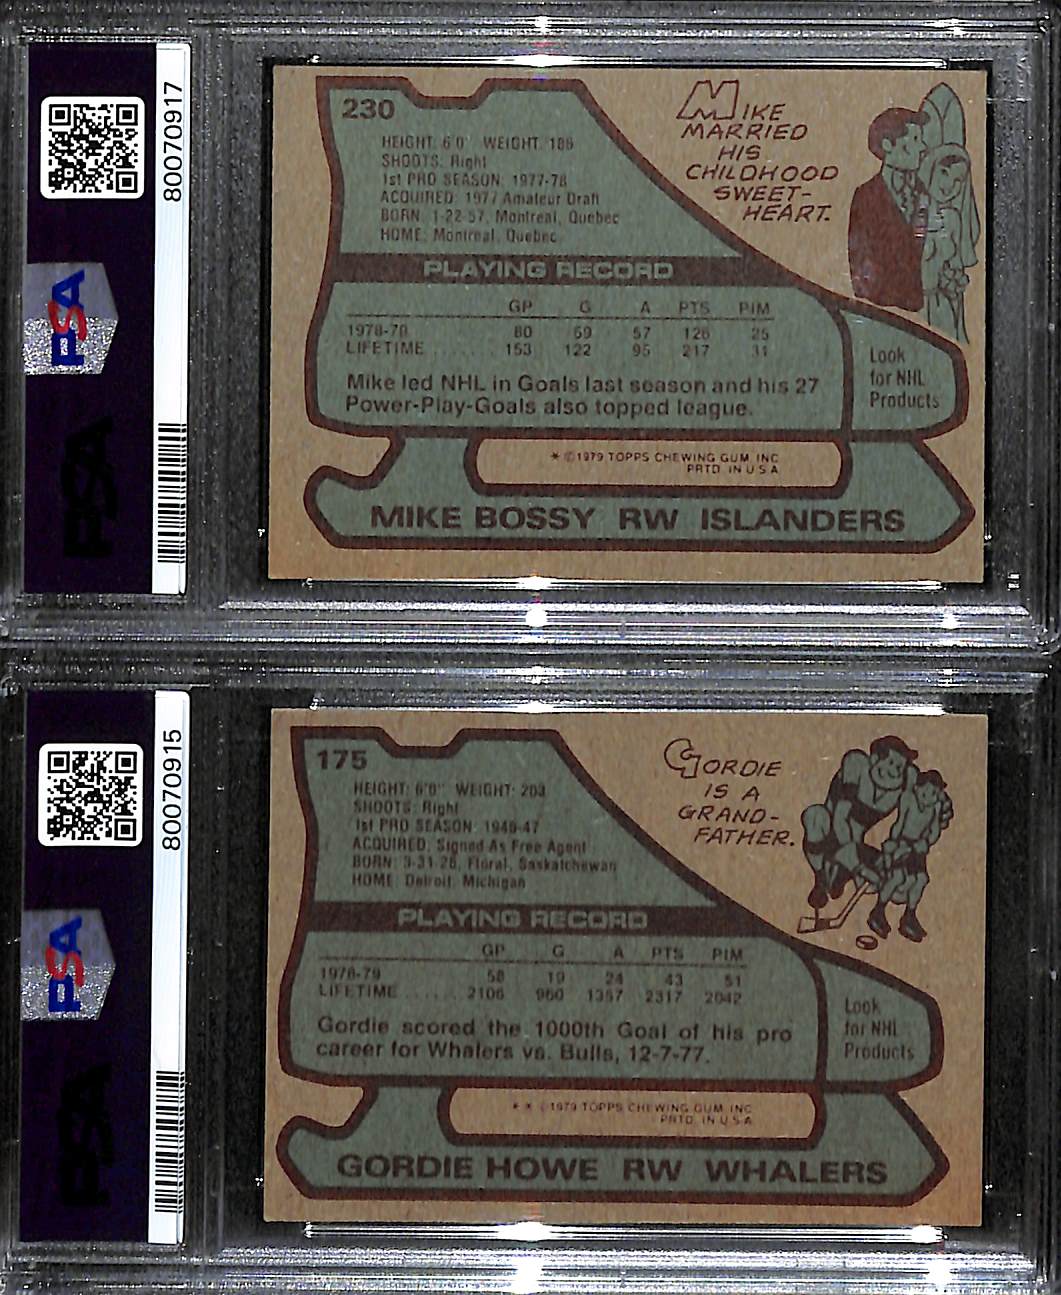 80070917
PSA
PSA
230
HEIGHT: 6'0" WEIGHT: 186
SHOOTS: Right
1st PRO SEASON: 1977-78
ACQUIRED: 1977 Amateur Draft
BORN: 1-22-57, Montreal, Quebec
HOME: Montreal, Quebec
MIKE
MARRIED
HIS
CHILDHOOD
SWEET-
HEART.
PLAYING RECORD
GP G A PTS PIM
1978-79 80 69 57 126 25
LIFETIME 153 122 95 217 31
Mike led NHL in Goals last season and his 27
Power-Play-Goals also topped league.
Look
for NHL
Products
* ©1979 TOPPS CHEWING GUM, INC
PRTD. IN U.S.A.
MIKE BOSSY RW ISLANDERS
80070915
PSA
PSA
175
HEIGHT: 6'0" WEIGHT: 203
SHOOTS: Right
1st PRO SEASON: 1946-47
ACQUIRED: Signed As Free Agent
BORN: 3-31-28, Floral, Saskatchewan
HOME: Detroit, Michigan
GORDIE
IS A
GRAND-
FATHER.
PLAYING RECORD
GP G A PTS PIM
1978-79 58 19 24 43 51
LIFETIME ...... 2106 960 1357 2317 2042
Gordie scored the 1000th Goal of his pro
career for Whalers vs. Bulls, 12-7-77.
Look
for NHL
Products
* * ©1979 TOPPS CHEWING GUM, INC
PRTD. IN U.S.A.
GORDIE HOWE RW WHALERS